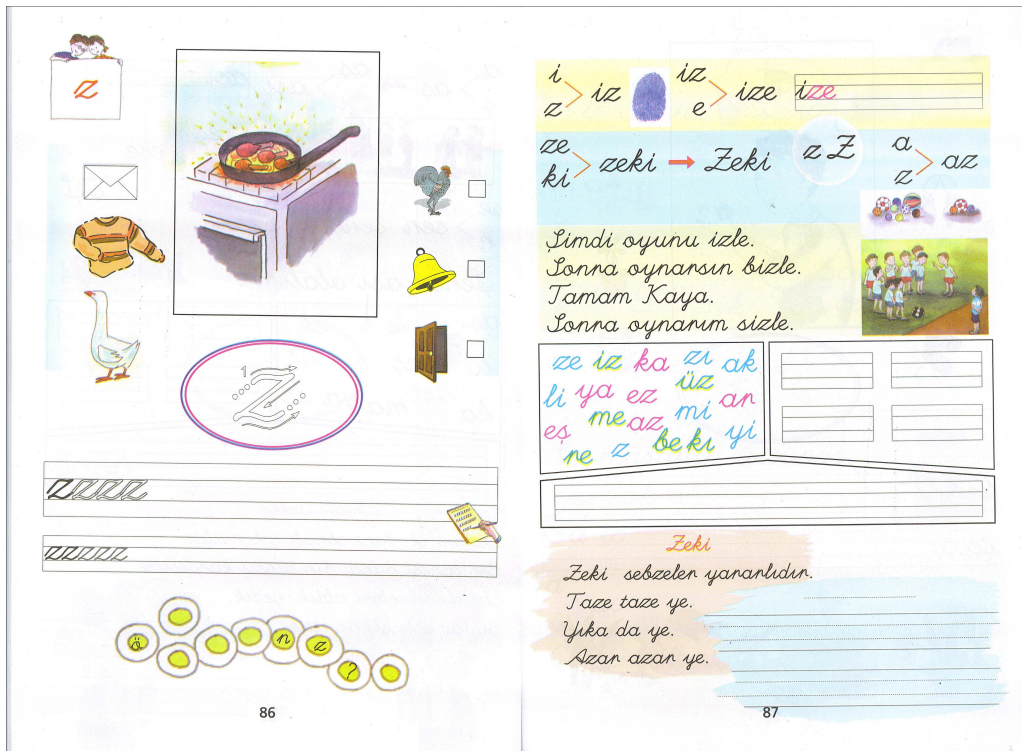 z
1
z
z z z z z
z z z z z z
ö
n
z
?
86
i
z
iz
iz
e
ize
ize
ze
ki
zeki
Zeki
z Z
a
z
az
Şimdi oyunu izle.
Sonra oynarsın bizle.
Tamam Kaya.
Sonra oynarım sizle.
ze iz ka zı ak
li ya ez üz ar
eş me az mi
re z be kı yi
Zeki
Zeki sebzeler yararlıdır.
Taze taze ye.
Yıka da ye.
Azar azar ye.
87